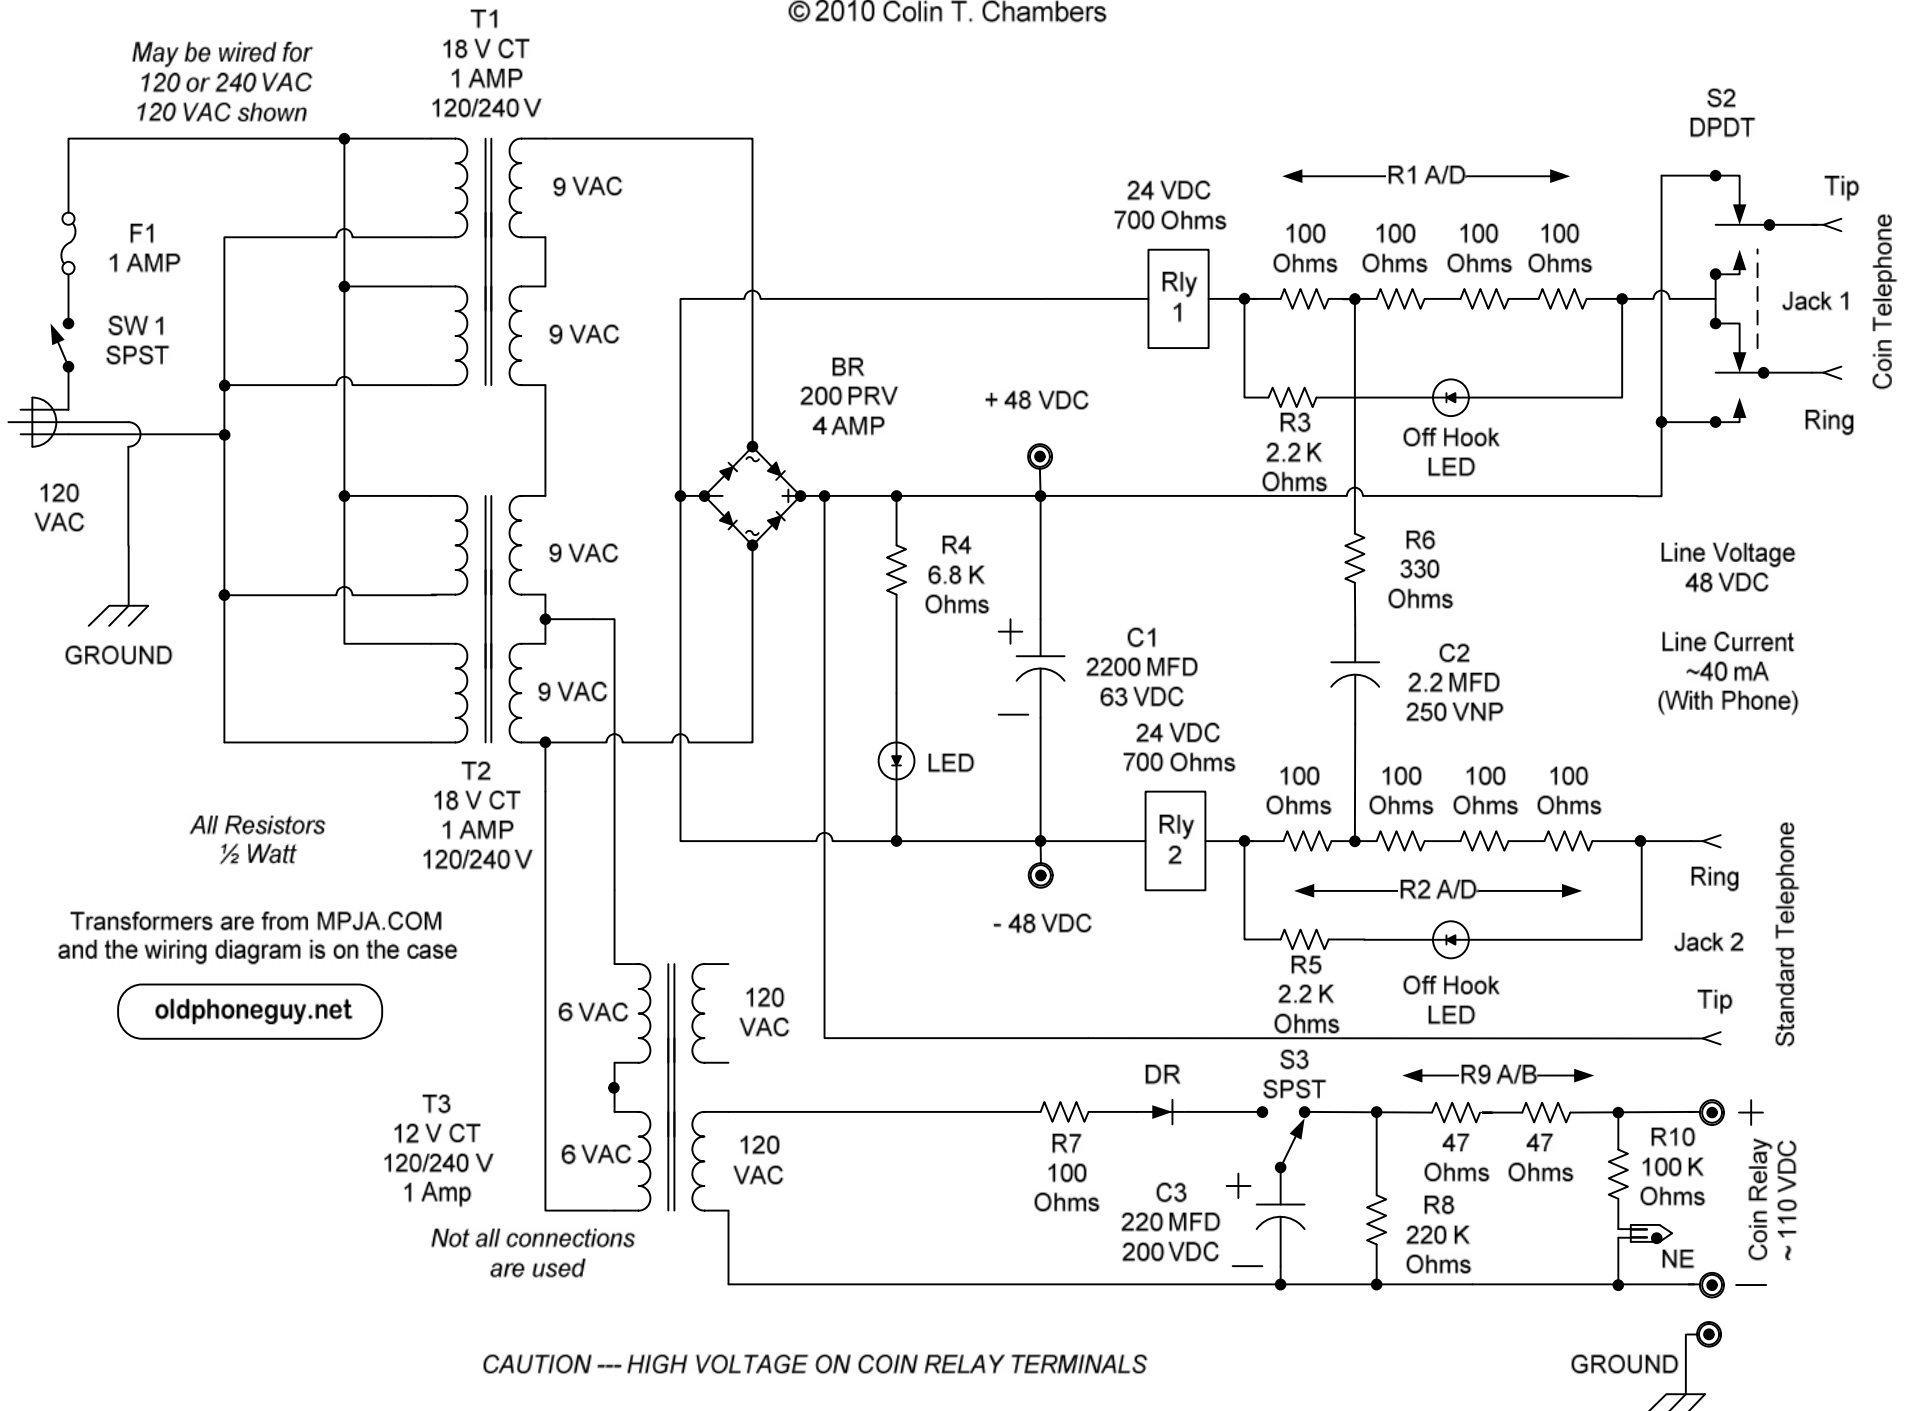 ©2010 Colin T. Chambers
T1
18 V CT
1 AMP
120/240 V
May be wired for
120 or 240 VAC
120 VAC shown
F1
1 AMP
SW 1
SPST
120
VAC
GROUND
9 VAC
9 VAC
9 VAC
9 VAC
T2
18 V CT
1 AMP
120/240 V
All Resistors
½ Watt
Transformers are from MPJA.COM
and the wiring diagram is on the case
oldphoneguy.net
BR
200 PRV
4 AMP
~
~
−
+
+ 48 VDC
R4
6.8 K
Ohms
LED
+
C1
2200 MFD
63 VDC
−
- 48 VDC
24 VDC
700 Ohms
Rly
1
R1 A/D
100
Ohms
100
Ohms
100
Ohms
100
Ohms
R3
2.2 K
Ohms
Off Hook
LED
S2
DPDT
Tip
Jack 1
Ring
Coin Telephone
R6
330
Ohms
C2
2.2 MFD
250 VNP
Line Voltage
48 VDC
Line Current
~40 mA
(With Phone)
24 VDC
700 Ohms
Rly
2
100
Ohms
100
Ohms
100
Ohms
100
Ohms
R2 A/D
R5
2.2 K
Ohms
Off Hook
LED
Ring
Jack 2
Tip
Standard Telephone
6 VAC
120
VAC
6 VAC
120
VAC
T3
12 V CT
120/240 V
1 Amp
Not all connections
are used
R7
100
Ohms
DR
S3
SPST
+
C3
220 MFD
200 VDC
−
R8
220 K
Ohms
R9 A/B
47
Ohms
47
Ohms
R10
100 K
Ohms
NE
+
Coin Relay
~ 110 VDC
−
CAUTION --- HIGH VOLTAGE ON COIN RELAY TERMINALS
GROUND